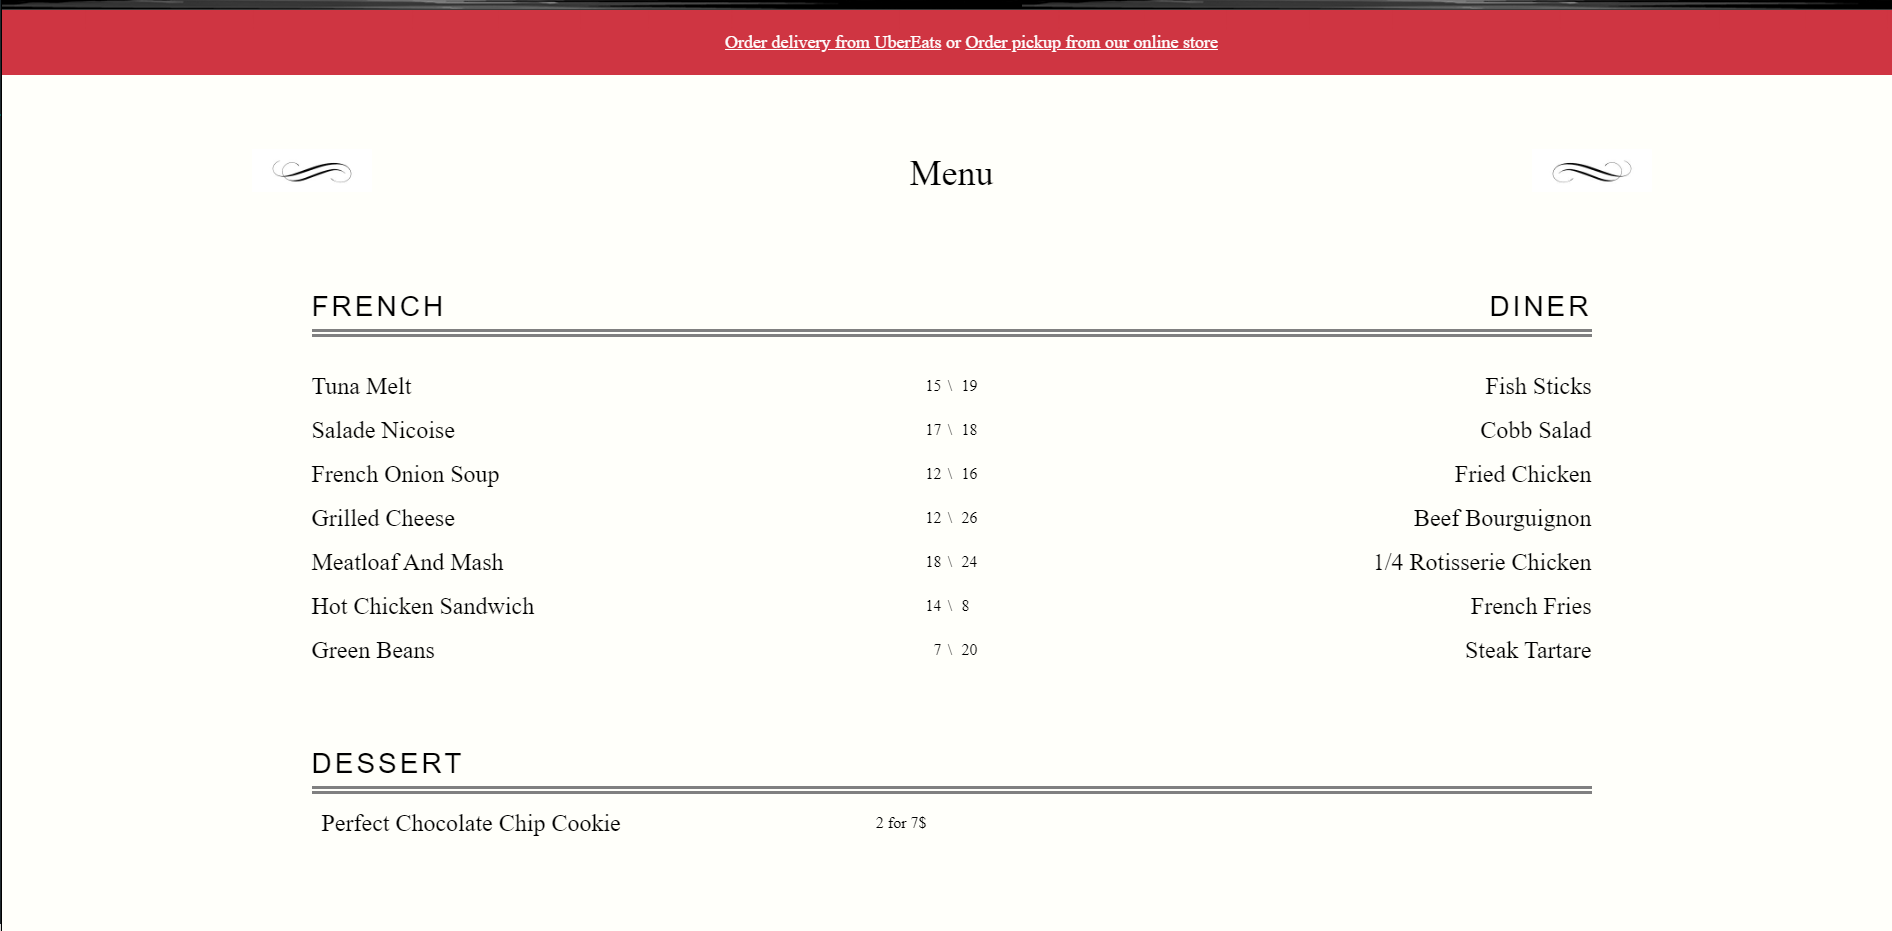 Order delivery from UberEats or Order pickup from our online store
Menu
FRENCH DINER
Tuna Melt 15 \ 19 Fish Sticks
Salade Nicoise 17 \ 18 Cobb Salad
French Onion Soup 12 \ 16 Fried Chicken
Grilled Cheese 12 \ 26 Beef Bourguignon
Meatloaf And Mash 18 \ 24 1/4 Rotisserie Chicken
Hot Chicken Sandwich 14 \ 8 French Fries
Green Beans 7 \ 20 Steak Tartare
DESSERT
Perfect Chocolate Chip Cookie 2 for 7$